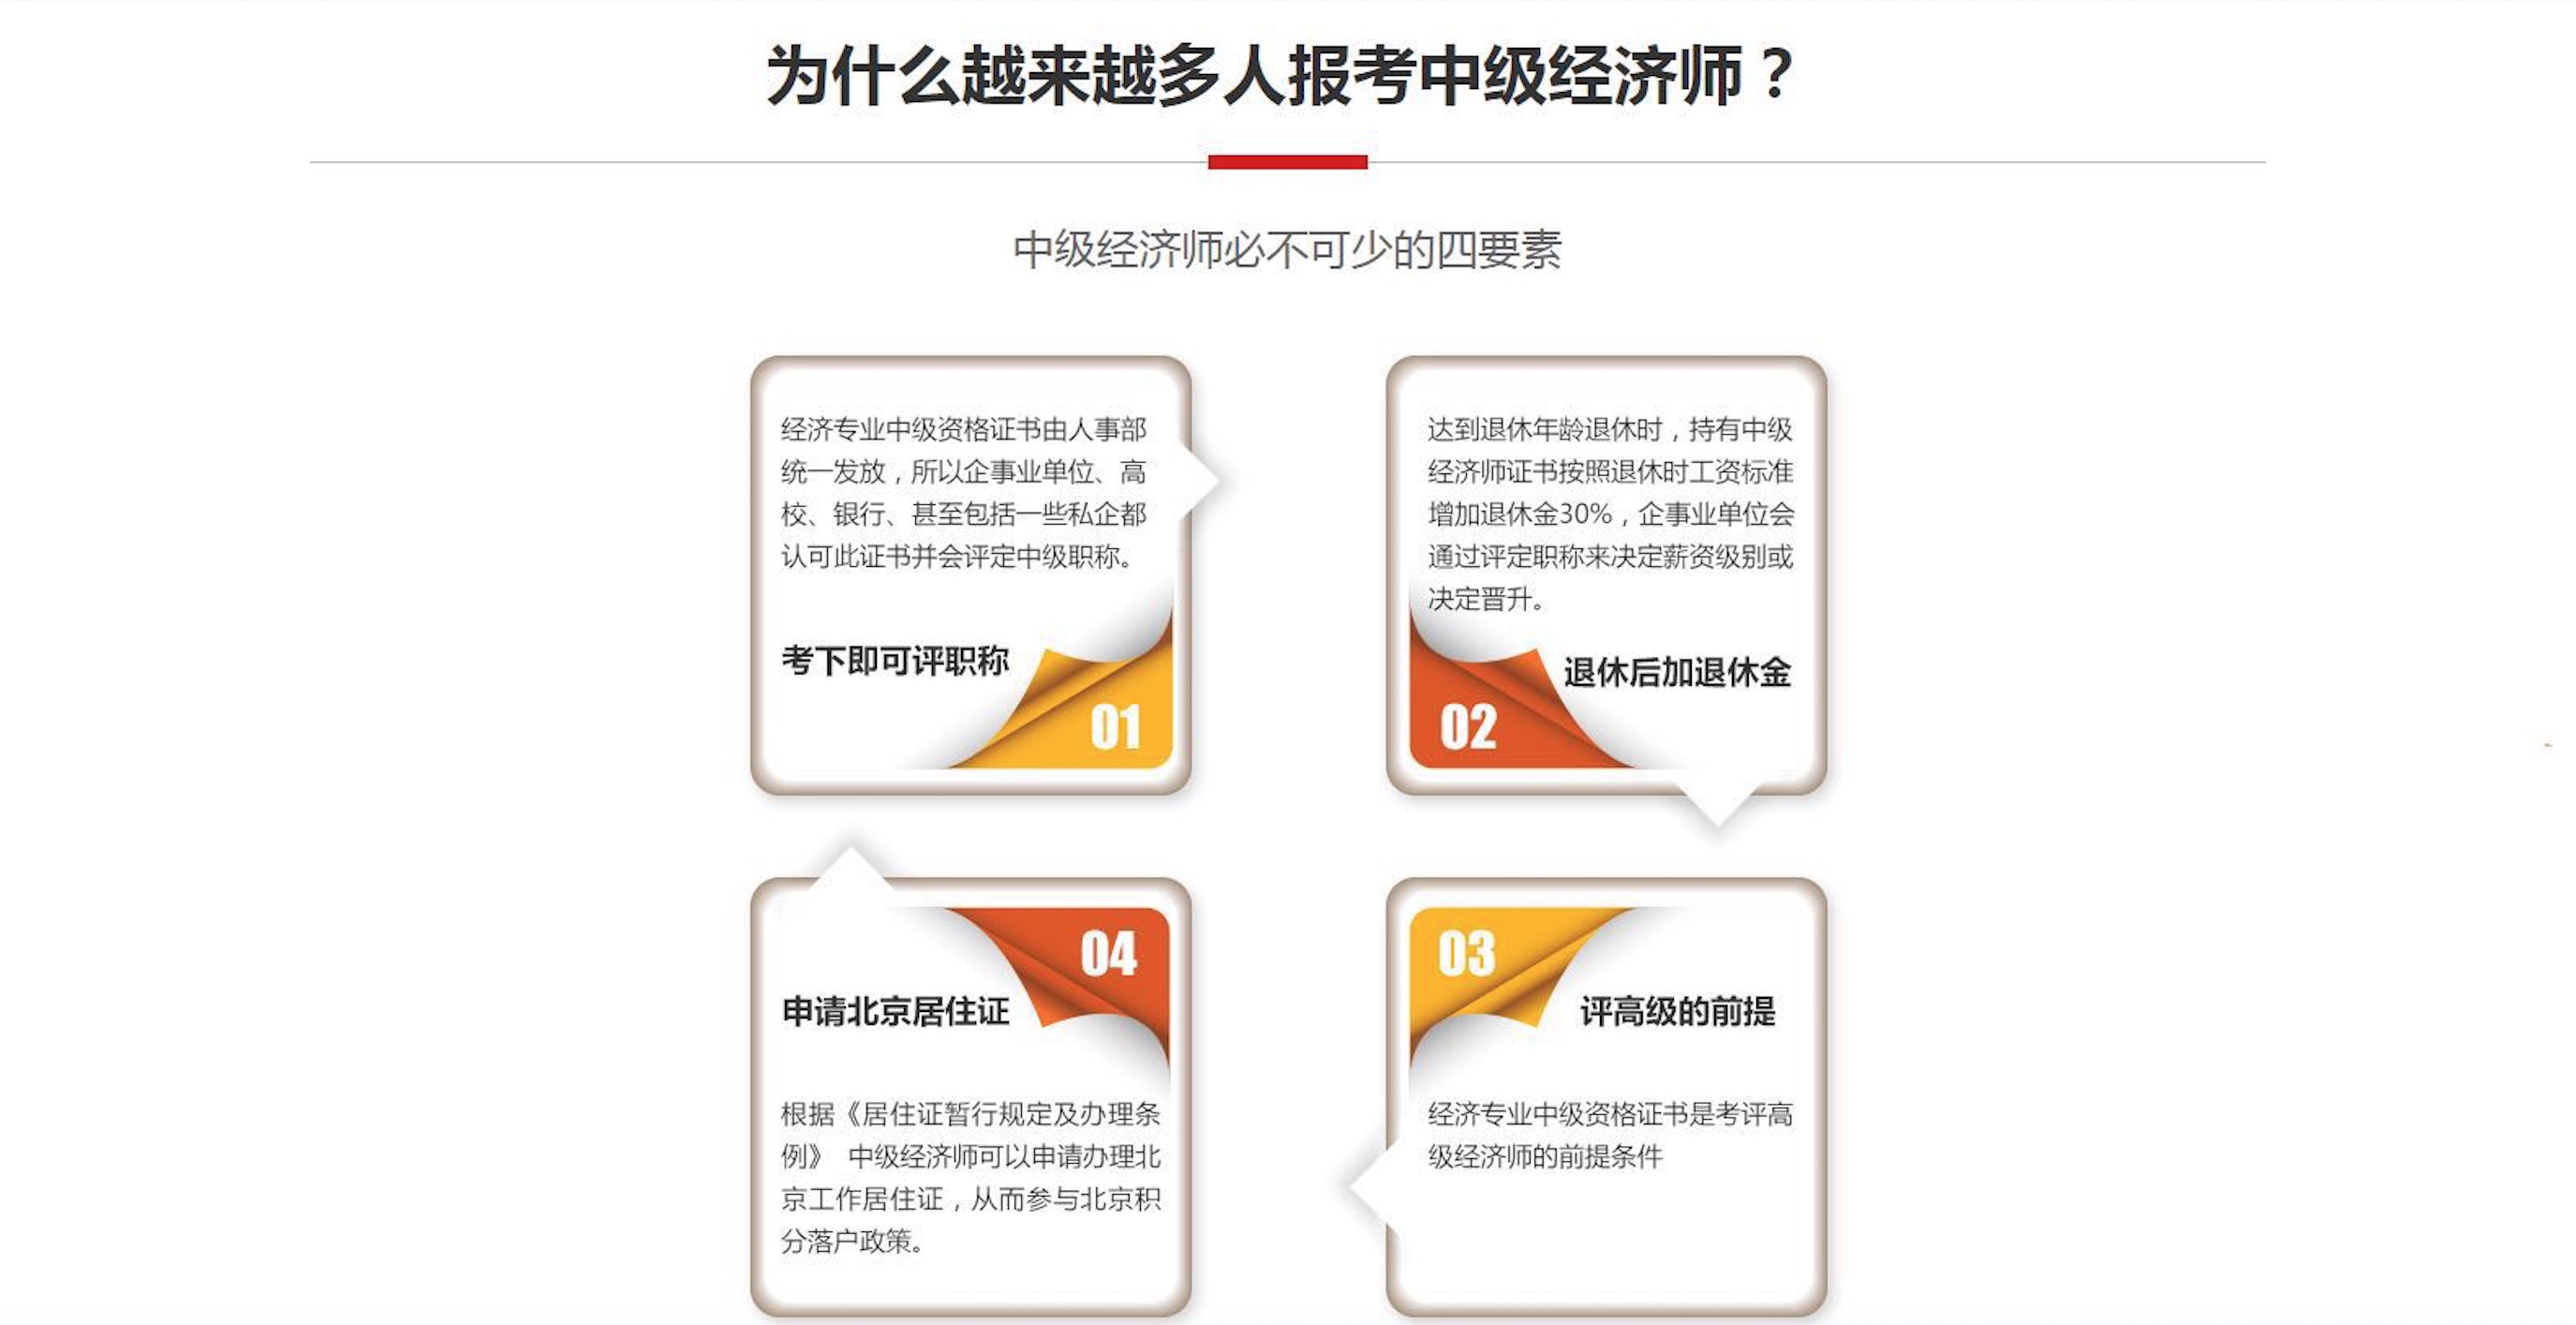 为什么越来越多人报考中级经济师？
中级经济师必不可少的四要素
经济专业中级资格证书由人事部
统一发放，所以企事业单位、高
校、银行、甚至包括一些私企都
认可此证书并会评定中级职称。
考下即可评职称
01
达到退休年龄退休时，持有中级
经济师证书按照退休时工资标准
增加退休金30%，企事业单位会
通过评定职称来决定薪资级别或
决定晋升。
退休后加退休金
02
03
评高级的前提
经济专业中级资格证书是考评高
级经济师的前提条件
04
申请北京居住证
根据《居住证暂行规定及办理条
例》 中级经济师可以申请办理北
京工作居住证，从而参与北京积
分落户政策。